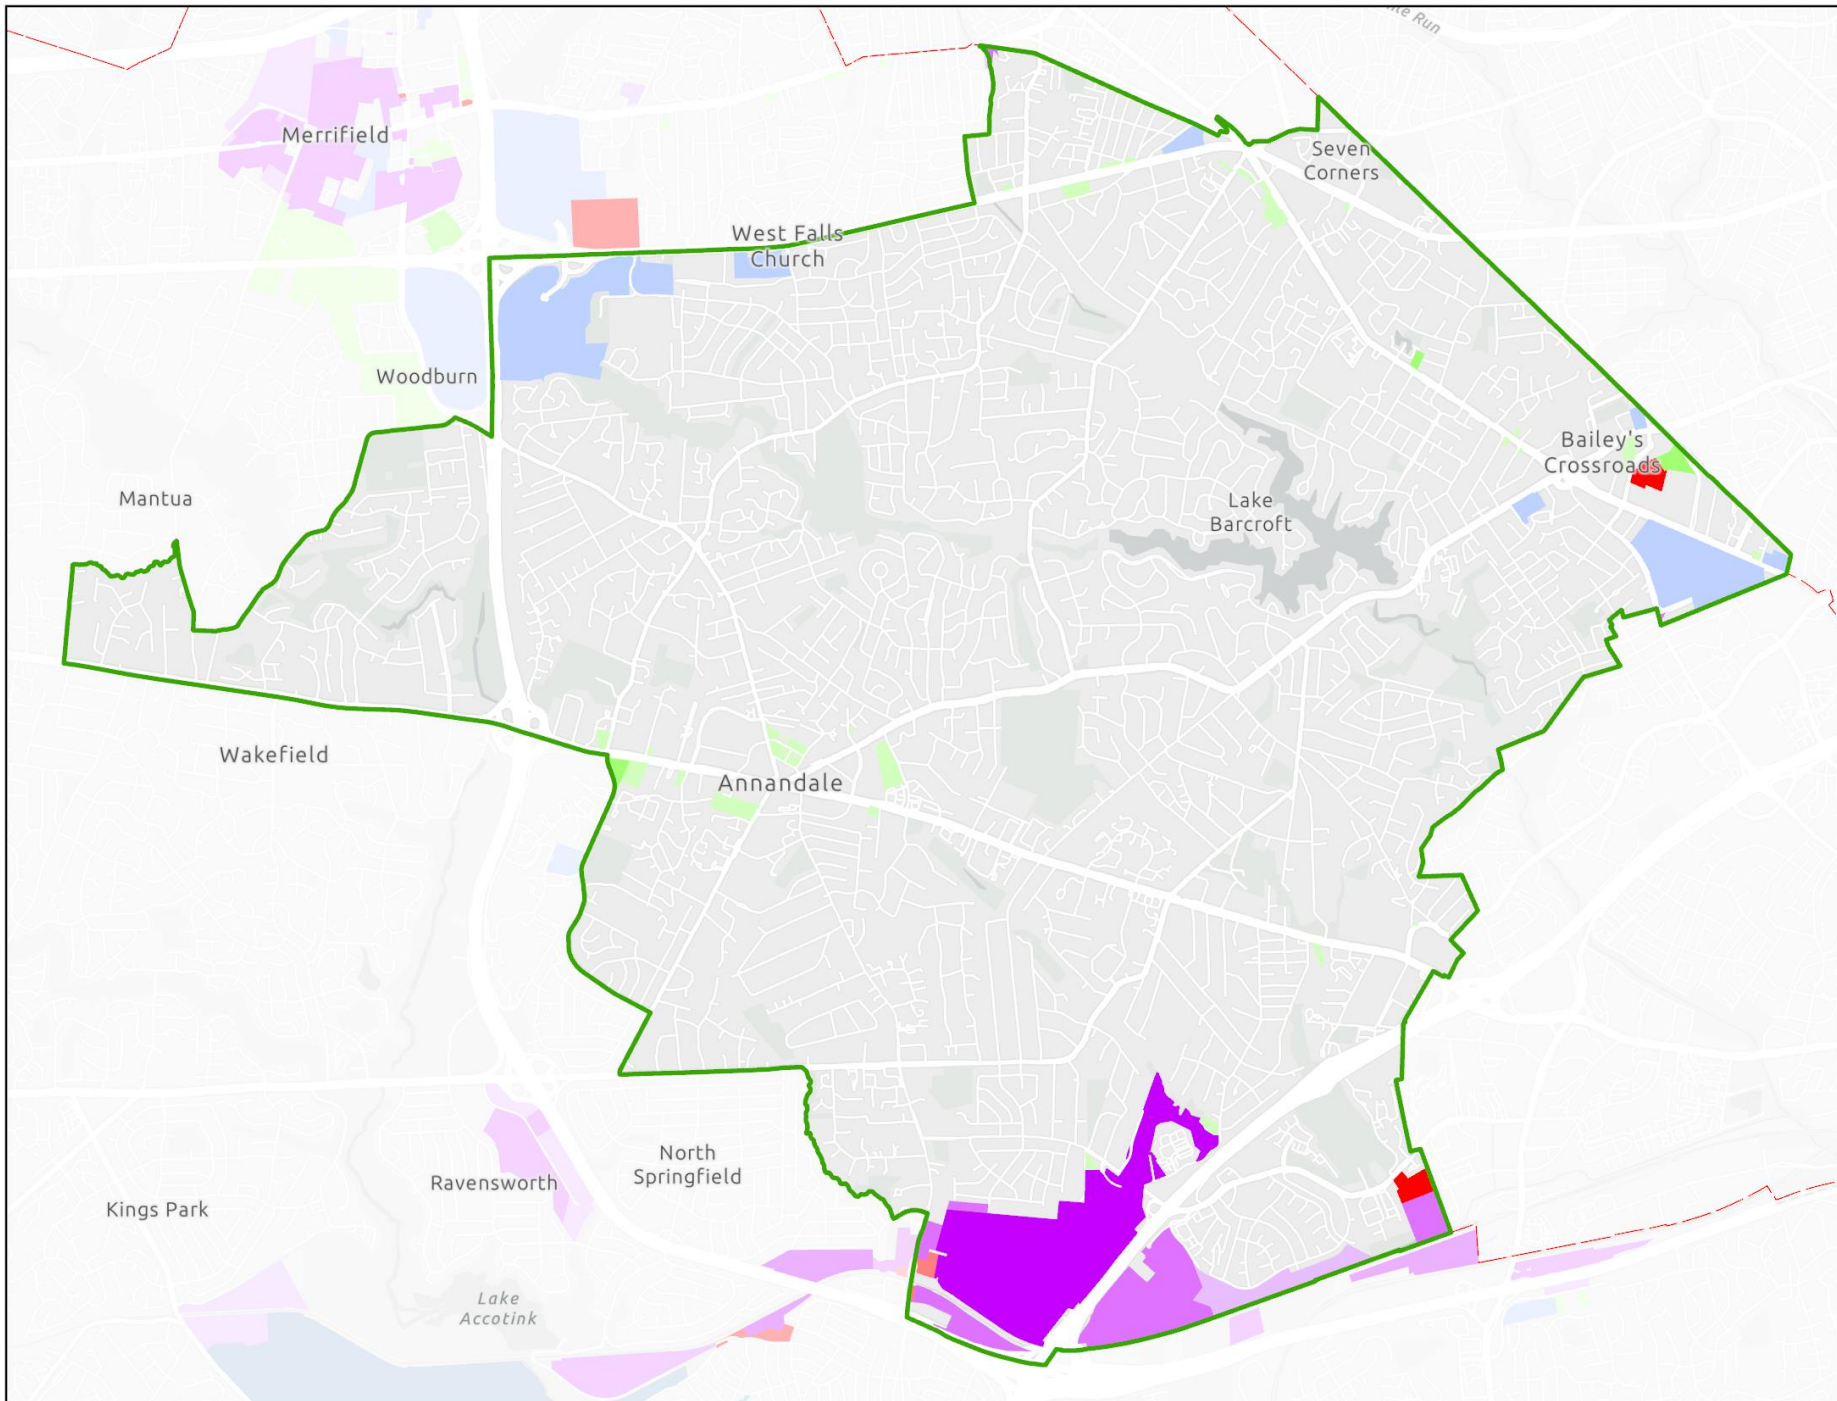 Run
Merrifield
Seven
Corners
West Falls
Church
Woodburn
Bailey's
Crossroads
Mantua
Lake
Barcroft
Wakefield
Annandale
North
Springfield
Ravensworth
Kings Park
Lake
Accotink